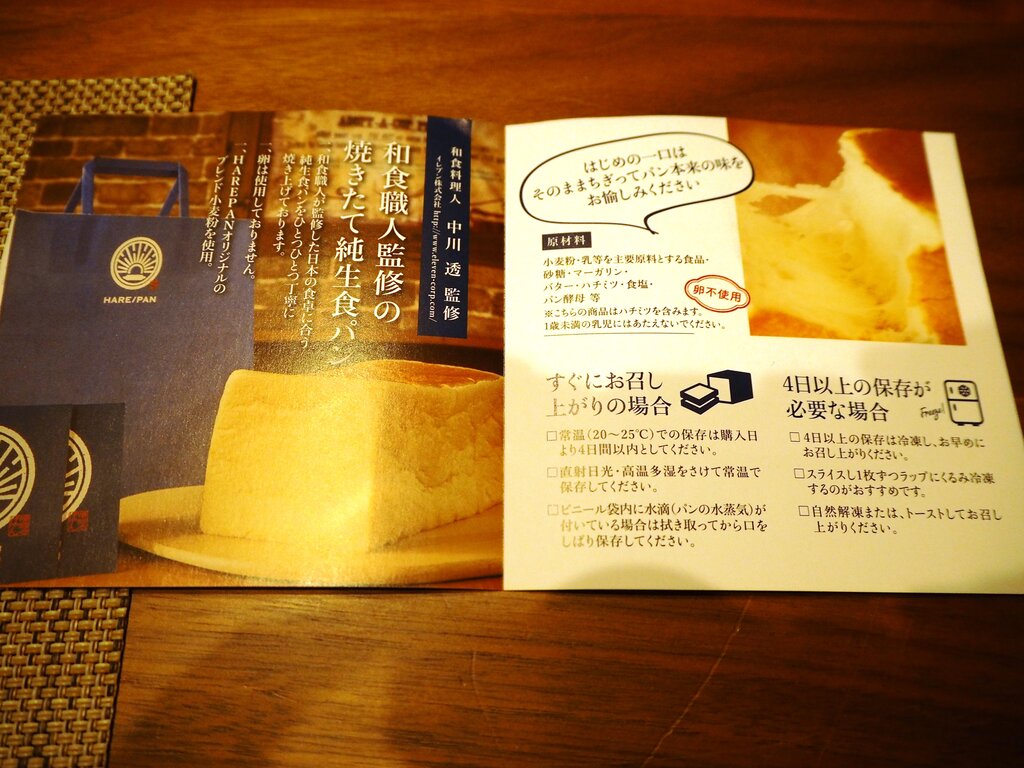 和食料理人 中川 透 監修
イレブン株式会社 http://www.eleven-corp.com/
和食職人監修の
焼きたて純生食パン
一、和食職人が監修した日本の食卓に合う
純生食パンをひとつひとつ丁寧に
焼き上げております。
一、卵は使用しておりません。
一、HAREPANオリジナルの
ブレンド小麦粉を使用。
HARE/PAN
はじめの一口は
そのままちぎってパン本来の味を
お愉しみください
原材料
小麦粉・乳等を主要原料とする食品・
砂糖・マーガリン・
バター・ハチミツ・食塩・
パン酵母 等
卵不使用
※こちらの商品はハチミツを含みます。
1歳未満の乳児にはあたえないでください。
すぐにお召し
上がりの場合
□常温(20〜25℃)での保存は購入日
より4日間以内としてください。
□直射日光・高温多湿をさけて常温で
保存してください。
□ビニール袋内に水滴(パンの水蒸気)が
付いている場合は拭き取ってから口を
しばり保存してください。
4日以上の保存が
必要な場合
Freeze!
□4日以上の保存は冷凍し、お早めに
お召し上がりください。
□スライスし1枚ずつラップにくるみ冷凍
するのがおすすめです。
□自然解凍または、トーストしてお召し
上がりください。